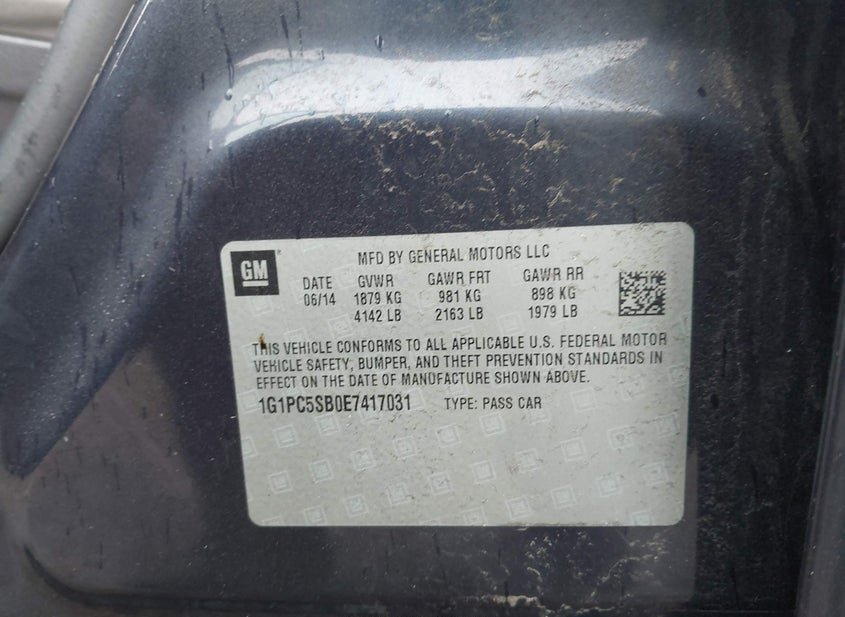 GM
MFD BY GENERAL MOTORS LLC
DATE GVWR GAWR FRT GAWR RR
06/14 1879 KG 981 KG 898 KG
4142 LB 2163 LB 1979 LB
THIS VEHICLE CONFORMS TO ALL APPLICABLE U.S. FEDERAL MOTOR
VEHICLE SAFETY, BUMPER, AND THEFT PREVENTION STANDARDS IN
EFFECT ON THE DATE OF MANUFACTURE SHOWN ABOVE.
1G1PC5SB0E7417031 TYPE: PASS CAR